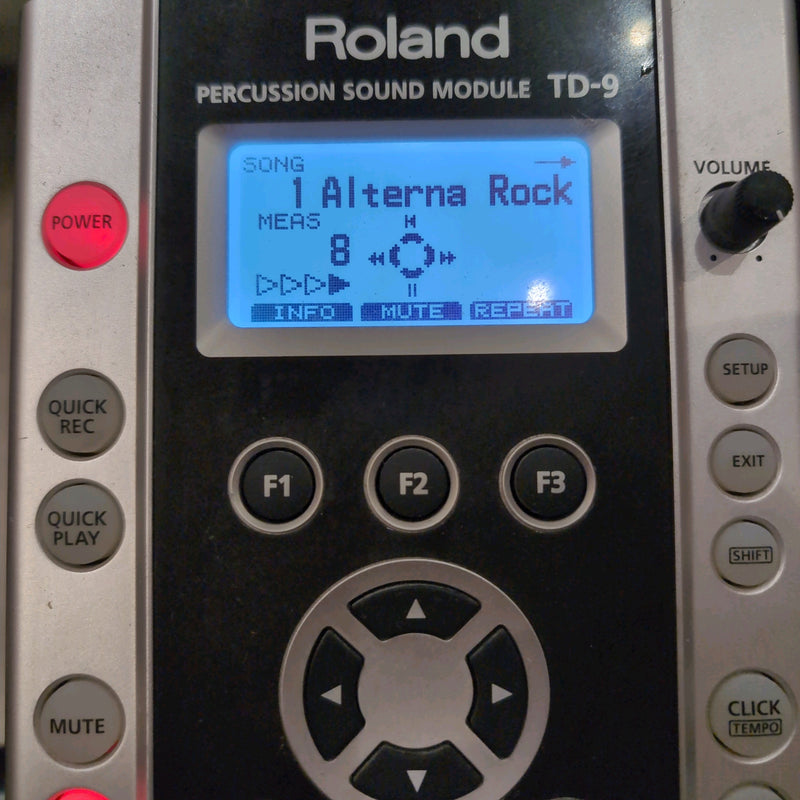 Roland
PERCUSSION SOUND MODULE TD-9
SONG
1 Alterna Rock
MEAS
8
INFO MUTE REPEAT
VOLUME
POWER
QUICK
REC
QUICK
PLAY
MUTE
F1 F2 F3
SETUP
EXIT
SHIFT
CLICK
TEMPO